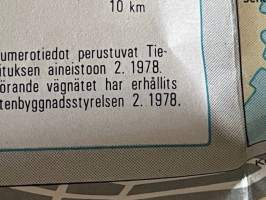 10 km
umerotiedot perustuvat Tie-
ituksen aineistoon 2. 1978.
örande vägnätet har erhållits
tenbyggnadsstyrelsen 2. 1978.